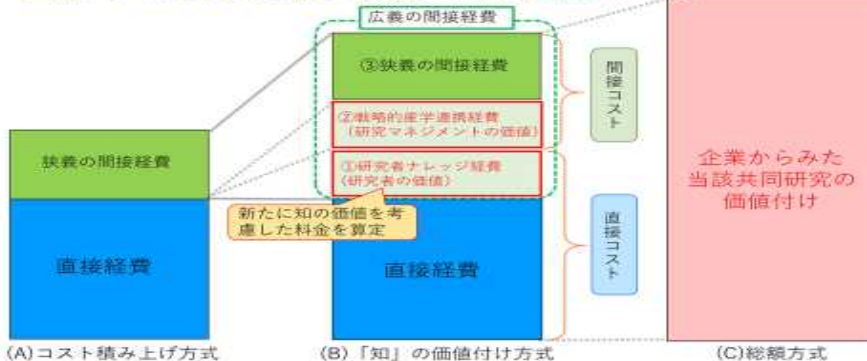 広義の間接経費
③狭義の間接経費
②戦略的産学連携経費
(研究マネジメントの価値)
①研究者ナレッジ経費
(研究者の価値)
狭義の間接経費
新たに知の価値を考
慮した料金を算定
直接経費
直接経費
間接コスト
直接コスト
企業からみた
当該共同研究の
価値付け
(A)コスト積み上げ方式
(B)「知」の価値付け方式
(C)総額方式